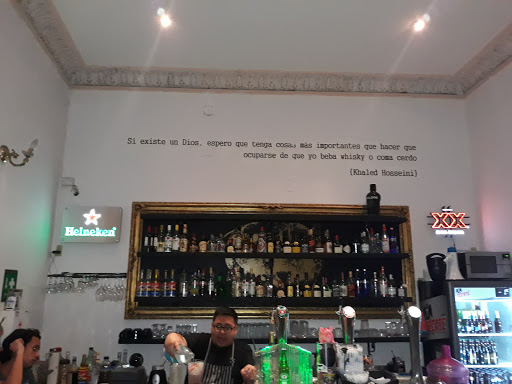 Si existe un Dios, espero que tenga cosas más importantes que hacer que
ocuparse de que yo beba whisky o coma cerdo
(Khaled Hosseini)
Heineken
XX